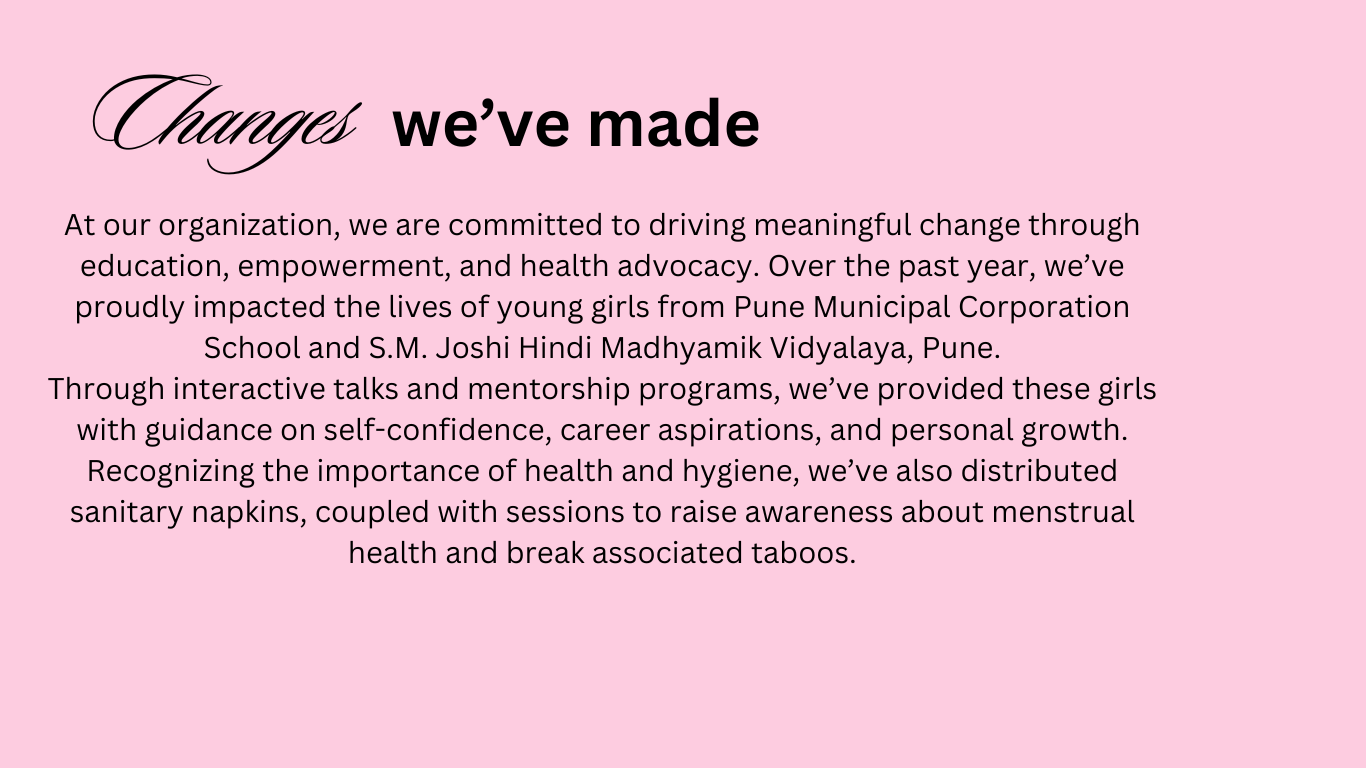 Changes we’ve made
At our organization, we are committed to driving meaningful change through
education, empowerment, and health advocacy. Over the past year, we’ve
proudly impacted the lives of young girls from Pune Municipal Corporation
School and S.M. Joshi Hindi Madhyamik Vidyalaya, Pune.
Through interactive talks and mentorship programs, we’ve provided these girls
with guidance on self-confidence, career aspirations, and personal growth.
Recognizing the importance of health and hygiene, we’ve also distributed
sanitary napkins, coupled with sessions to raise awareness about menstrual
health and break associated taboos.